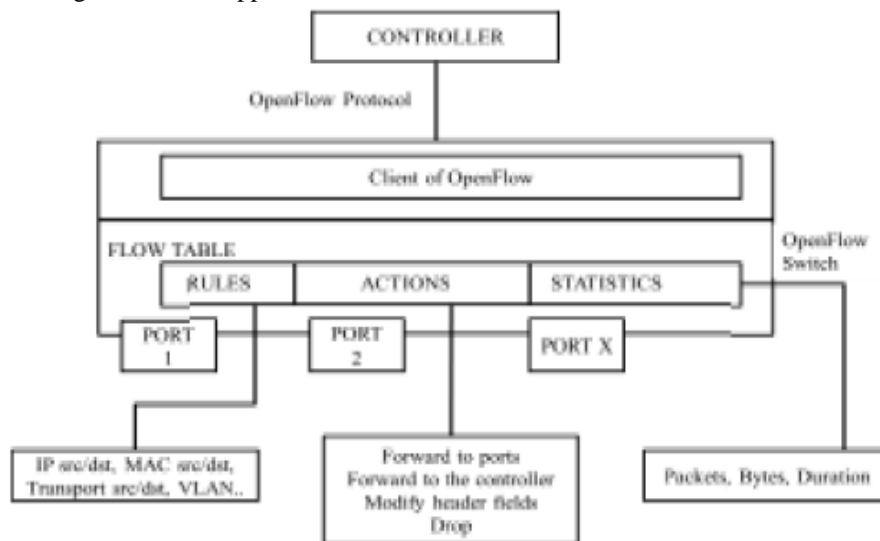 CONTROLLER
OpenFlow Protocol
Client of OpenFlow
FLOW TABLE
OpenFlow
Switch
RULES
ACTIONS
STATISTICS
PORT
1
PORT
2
PORT X
IP src/dst, MAC src/dst,
Transport src/dst, VLAN..
Forward to ports
Forward to the controller
Modify header fields
Drop
Packets, Bytes, Duration